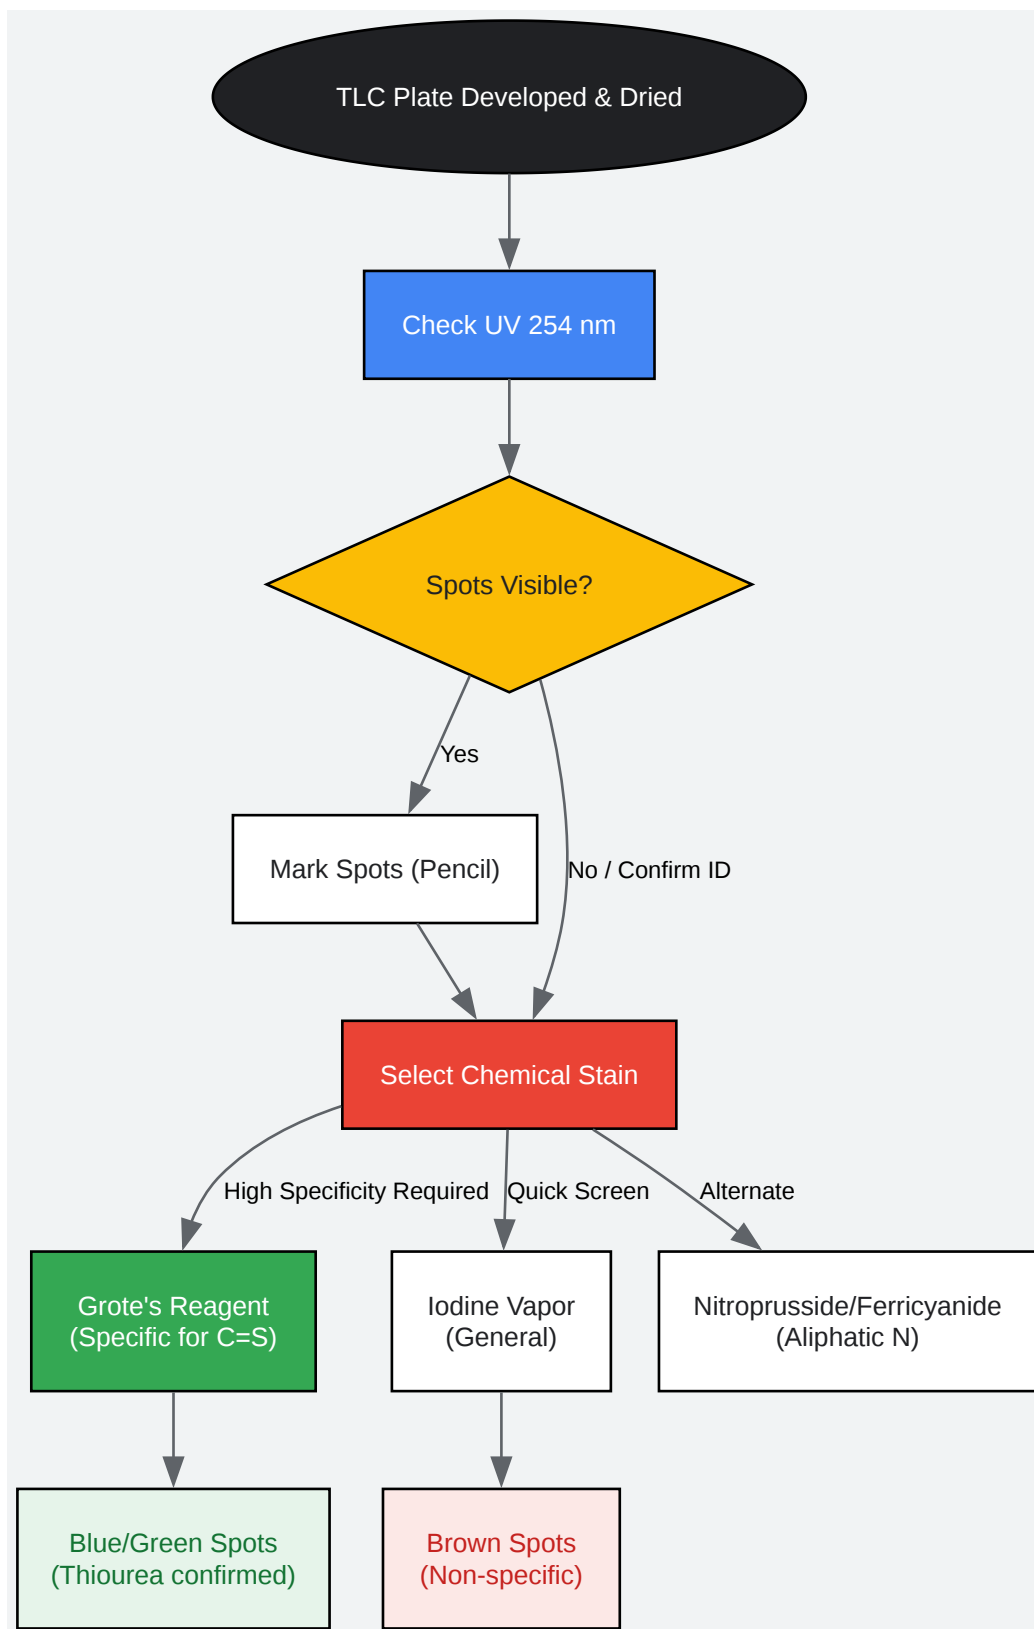 TLC Plate Developed & Dried
Check UV 254 nm
Spots Visible?
Yes
Mark Spots (Pencil)
No / Confirm ID
Select Chemical Stain
High Specificity Required
Quick Screen
Alternate
Grote's Reagent
(Specific for C=S)
Iodine Vapor
(General)
Nitroprusside/Ferricyanide
(Aliphatic N)
Blue/Green Spots
(Thiourea confirmed)
Brown Spots
(Non-specific)